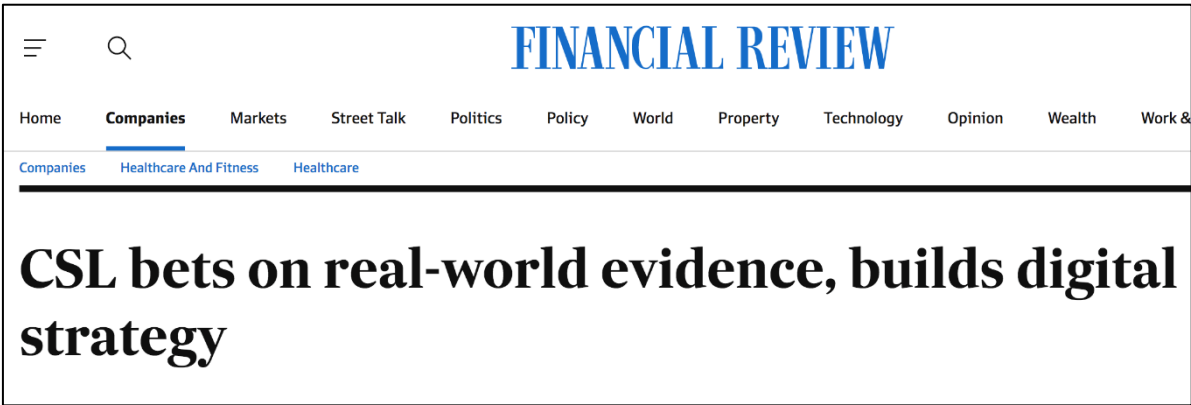 FINANCIAL REVIEW
Home Companies Markets Street Talk Politics Policy World Property Technology Opinion Wealth Work &
Companies Healthcare And Fitness Healthcare
CSL bets on real-world evidence, builds digital
strategy